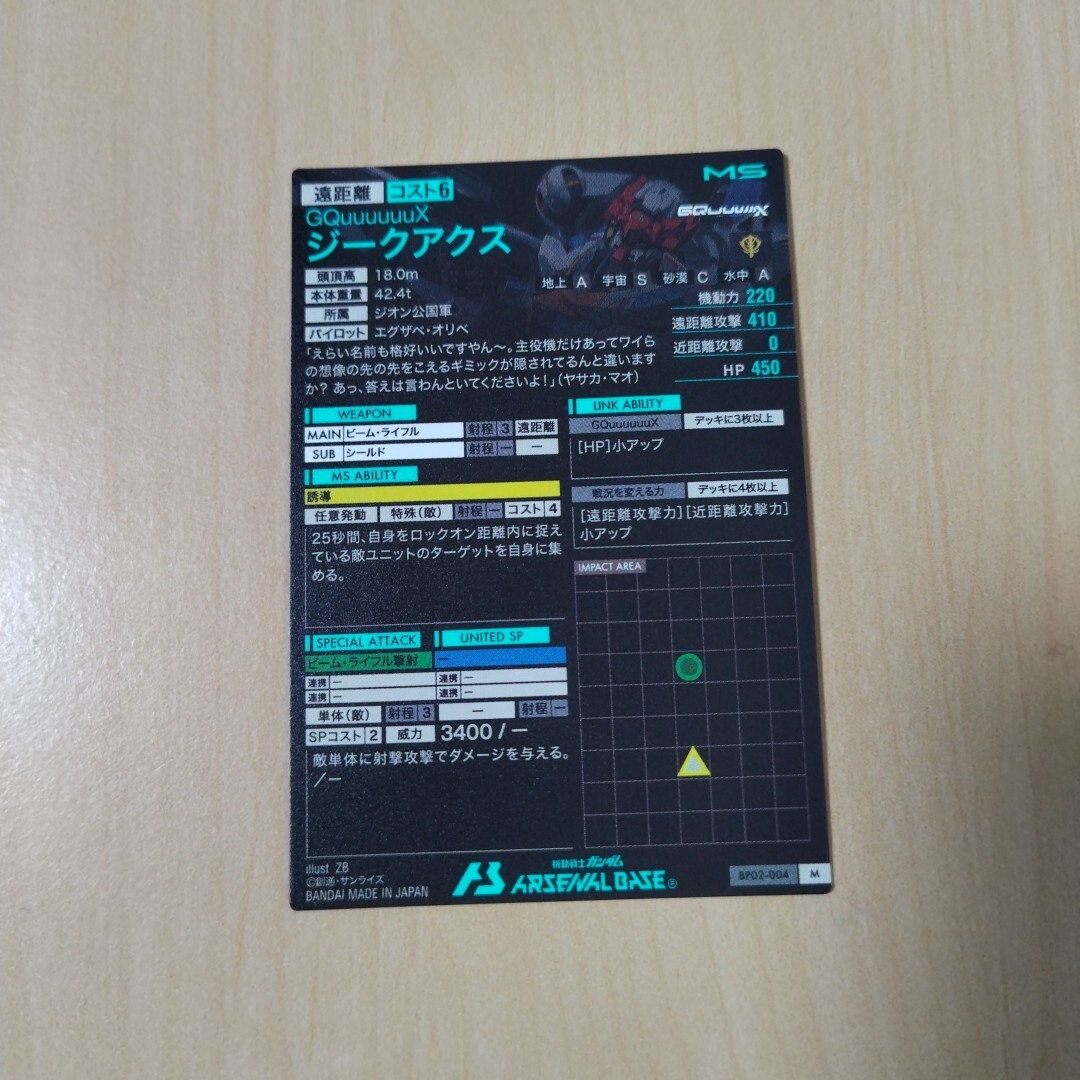 MS
遠距離 コスト6
GQuuuuuuX
GQuuuuuuX
ジークアクス
頭頂高 18.0m
本体重量 42.4t
所属 ジオン公国軍
パイロット エグザベ・オリベ
地上 A 宇宙 S 砂漠 C 水中 A
機動力 220
遠距離攻撃 410
近距離攻撃 0
HP 450
「えらい名前も格好いいですやん〜。主役機だけあってワイら
の想像の先の先をこえるギミックが隠されてるんと違います
か? あっ、答えは言わんといてくださいよ!」(ヤサカ・マオ)
WEAPON
MAIN ビーム・ライフル 射程 3 遠距離
SUB シールド 射程 ー ー
MS ABILITY
誘導
任意発動 特殊(敵) 射程 ー コスト 4
25秒間、自身をロックオン距離内に捉え
ている敵ユニットのターゲットを自身に集
める。
LINK ABILITY
GQuuuuuuX デッキに3枚以上
[HP]小アップ
戦況を変える力 デッキに4枚以上
[遠距離攻撃力][近距離攻撃力]
小アップ
IMPACT AREA
SPECIAL ATTACK UNITED SP
ビーム・ライフル撃射 ー
連携 ー 連携 ー
連携 ー 連携 ー
単体(敵) 射程 3 ー 射程 ー
SPコスト 2 威力 3400 / ー
敵単体に射撃攻撃でダメージを与える。
/ー
illust ZB
©創通・サンライズ
BANDAI MADE IN JAPAN
機動戦士ガンダム
AB ARSENAL BASE®
BP02-004 M